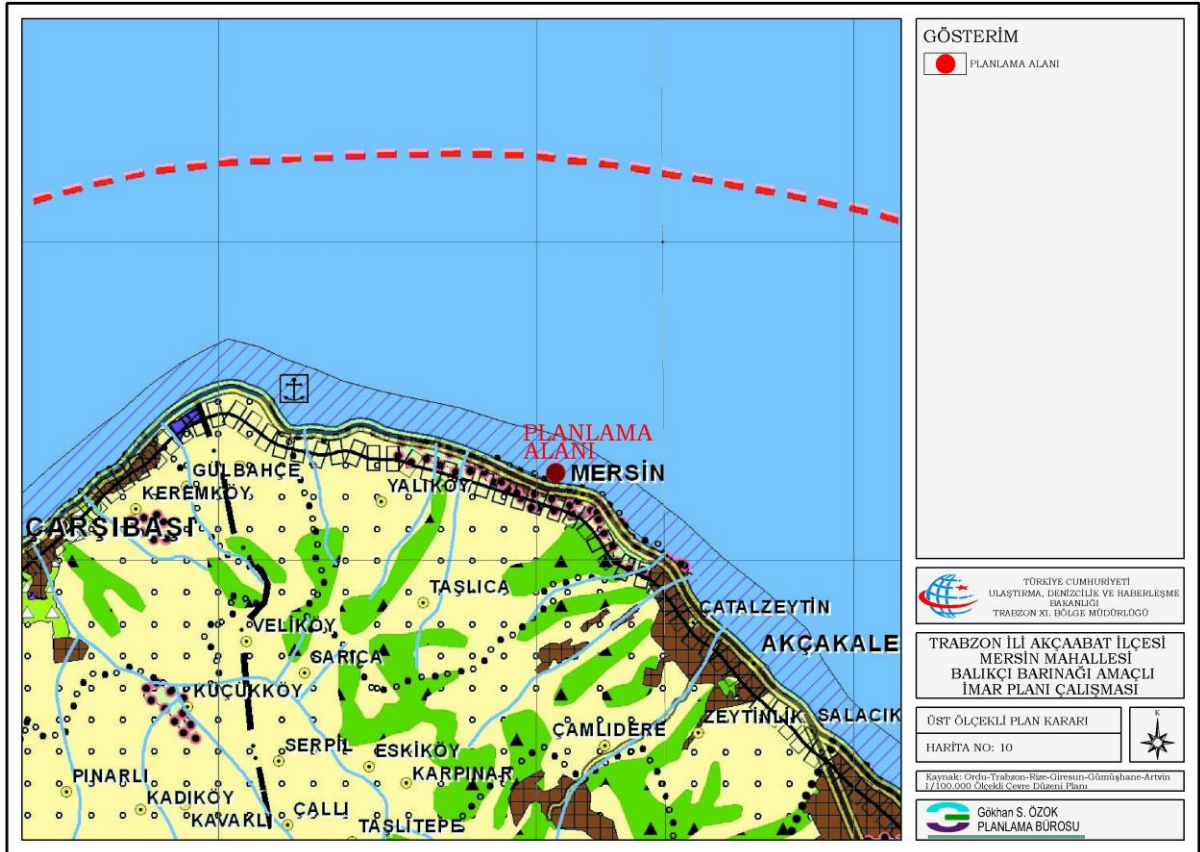 GÖSTERİM
PLANLAMA ALANI
PLANLAMA
ALANI
MERSİN
GÜLBAHÇE
YALIKÖY
KEREMKÖY
ÇARŞIBAŞI
TAŞLICA
ÇATALZEYTİN
VELİKÖY
AKÇAKALE
SARICA
KÜÇÜKKÖY
ZEYTİNLİK
SALACIK
ÇAMLIDERE
SERPİL
ESKİKÖY
KARPINAR
PINARLI
KADIKÖY
ÇALLI
KAVAKLI
TAŞLITEPE
TÜRKİYE CUMHURİYETİ
ULAŞTIRMA, DENİZCİLİK VE HABERLEŞME
BAKANLIĞI
TRABZON XI. BÖLGE MÜDÜRLÜĞÜ
TRABZON İLİ AKÇAABAT İLÇESİ
MERSİN MAHALLESİ
BALIKÇI BARINAĞI AMAÇLI
İMAR PLANI ÇALIŞMASI
ÜST ÖLÇEKLİ PLAN KARARI
K
HARİTA NO: 10
Kaynak: Ordu-Trabzon-Rize-Giresun-Gümüşhane-Artvin
1/100.000 Ölçekli Çevre Düzeni Planı
Gökhan S. ÖZOK
PLANLAMA BÜROSU